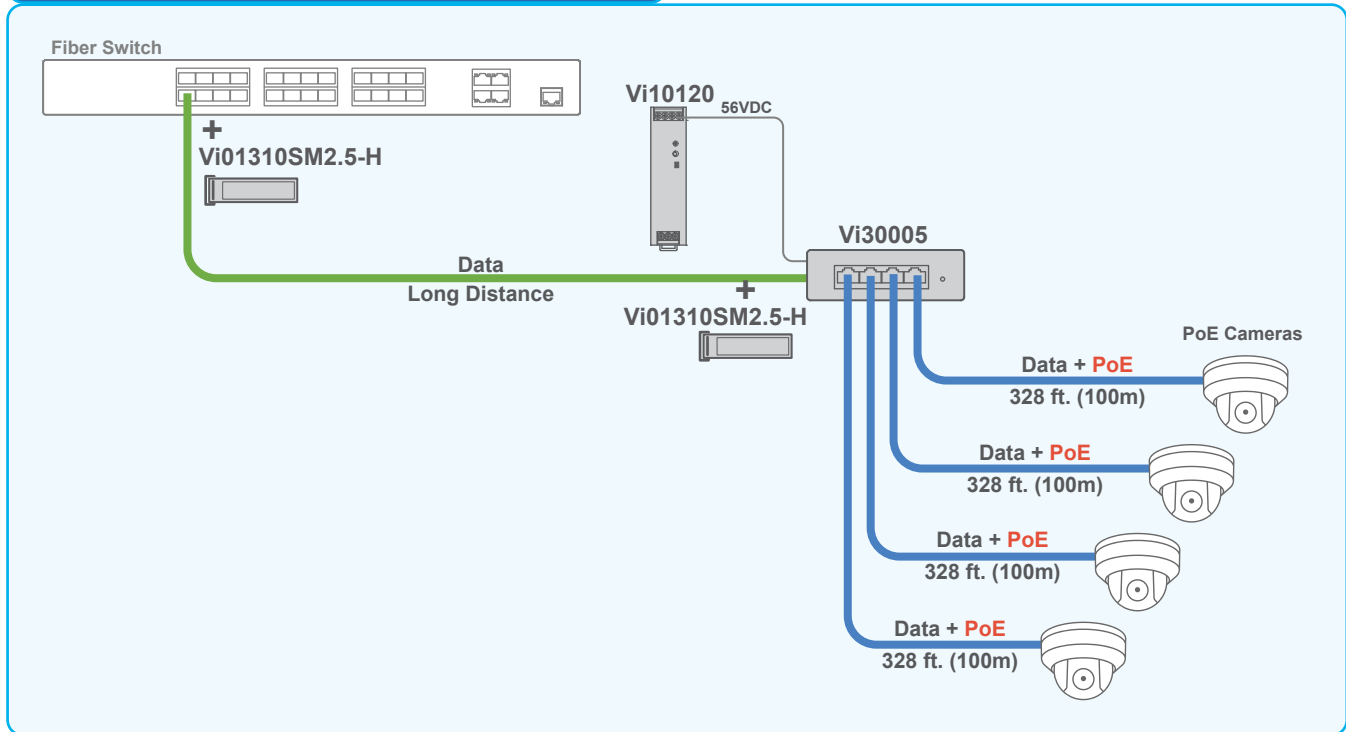 Fiber Switch
+
Vi01310SM2.5-H
Vi10120
56VDC
Vi30005
Data
Long Distance
+
Vi01310SM2.5-H
PoE Cameras
Data + PoE
328 ft. (100m)
Data + PoE
328 ft. (100m)
Data + PoE
328 ft. (100m)
Data + PoE
328 ft. (100m)